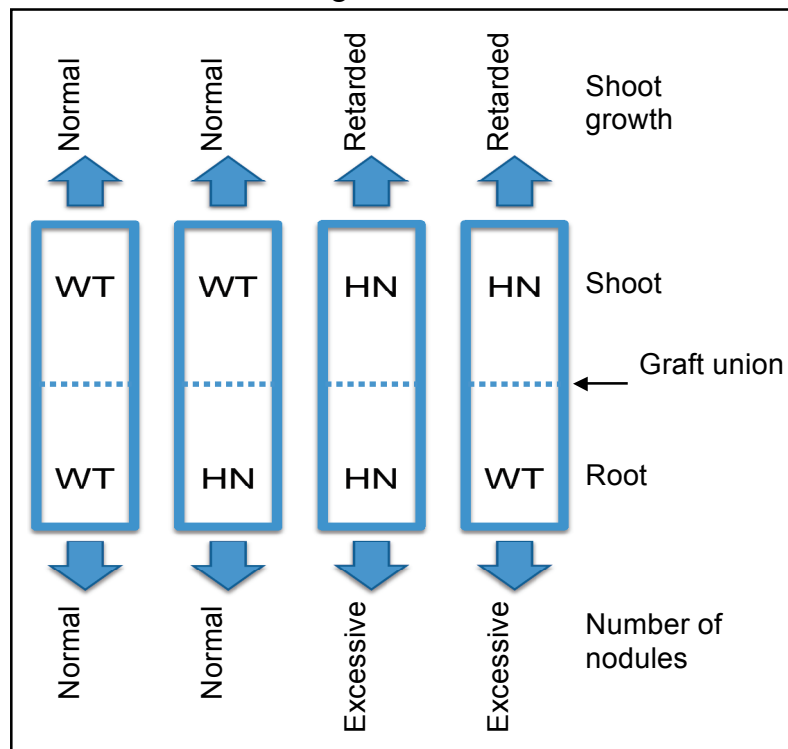 Normal
Normal
Retarded
Retarded
Shoot
growth
WT
WT
HN
HN
Shoot
Graft union
WT
HN
HN
WT
Root
Normal
Normal
Excessive
Excessive
Number of
nodules